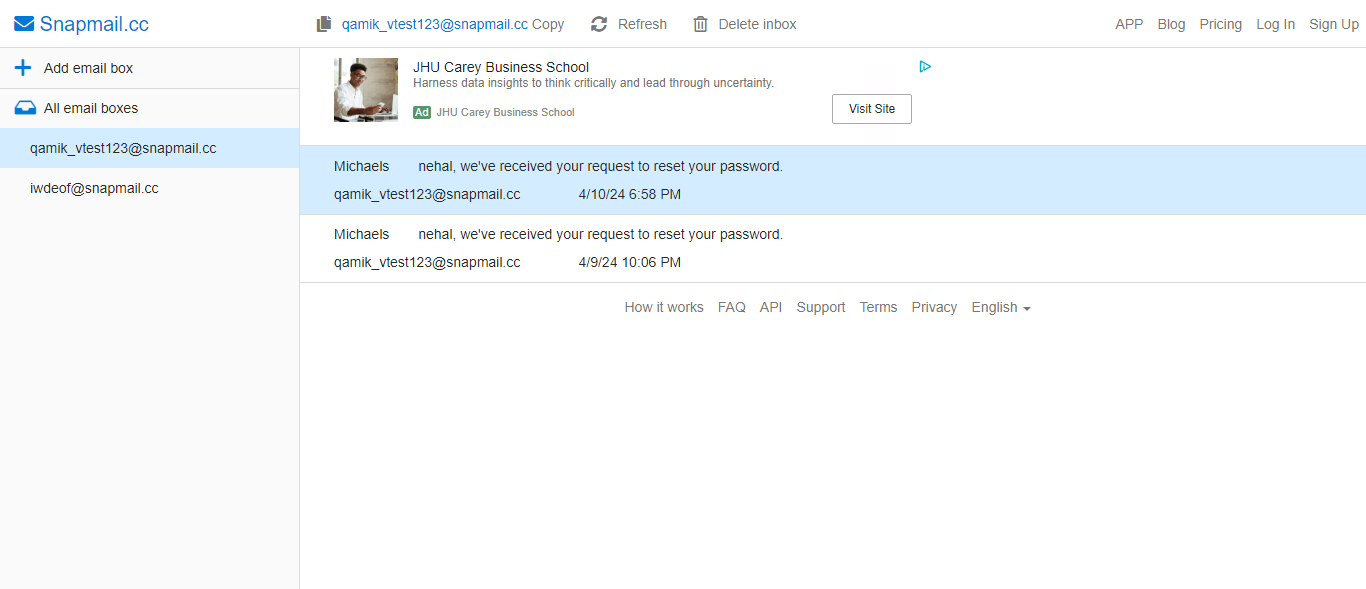 Snapmail.cc
qamik_vtest123@snapmail.cc Copy Refresh Delete inbox
APP Blog Pricing Log In Sign Up
Add email box
All email boxes
qamik_vtest123@snapmail.cc
iwdeof@snapmail.cc
JHU Carey Business School
Harness data insights to think critically and lead through uncertainty.
Ad JHU Carey Business School
Visit Site
Michaels nehal, we've received your request to reset your password.
qamik_vtest123@snapmail.cc 4/10/24 6:58 PM
Michaels nehal, we've received your request to reset your password.
qamik_vtest123@snapmail.cc 4/9/24 10:06 PM
How it works FAQ API Support Terms Privacy English